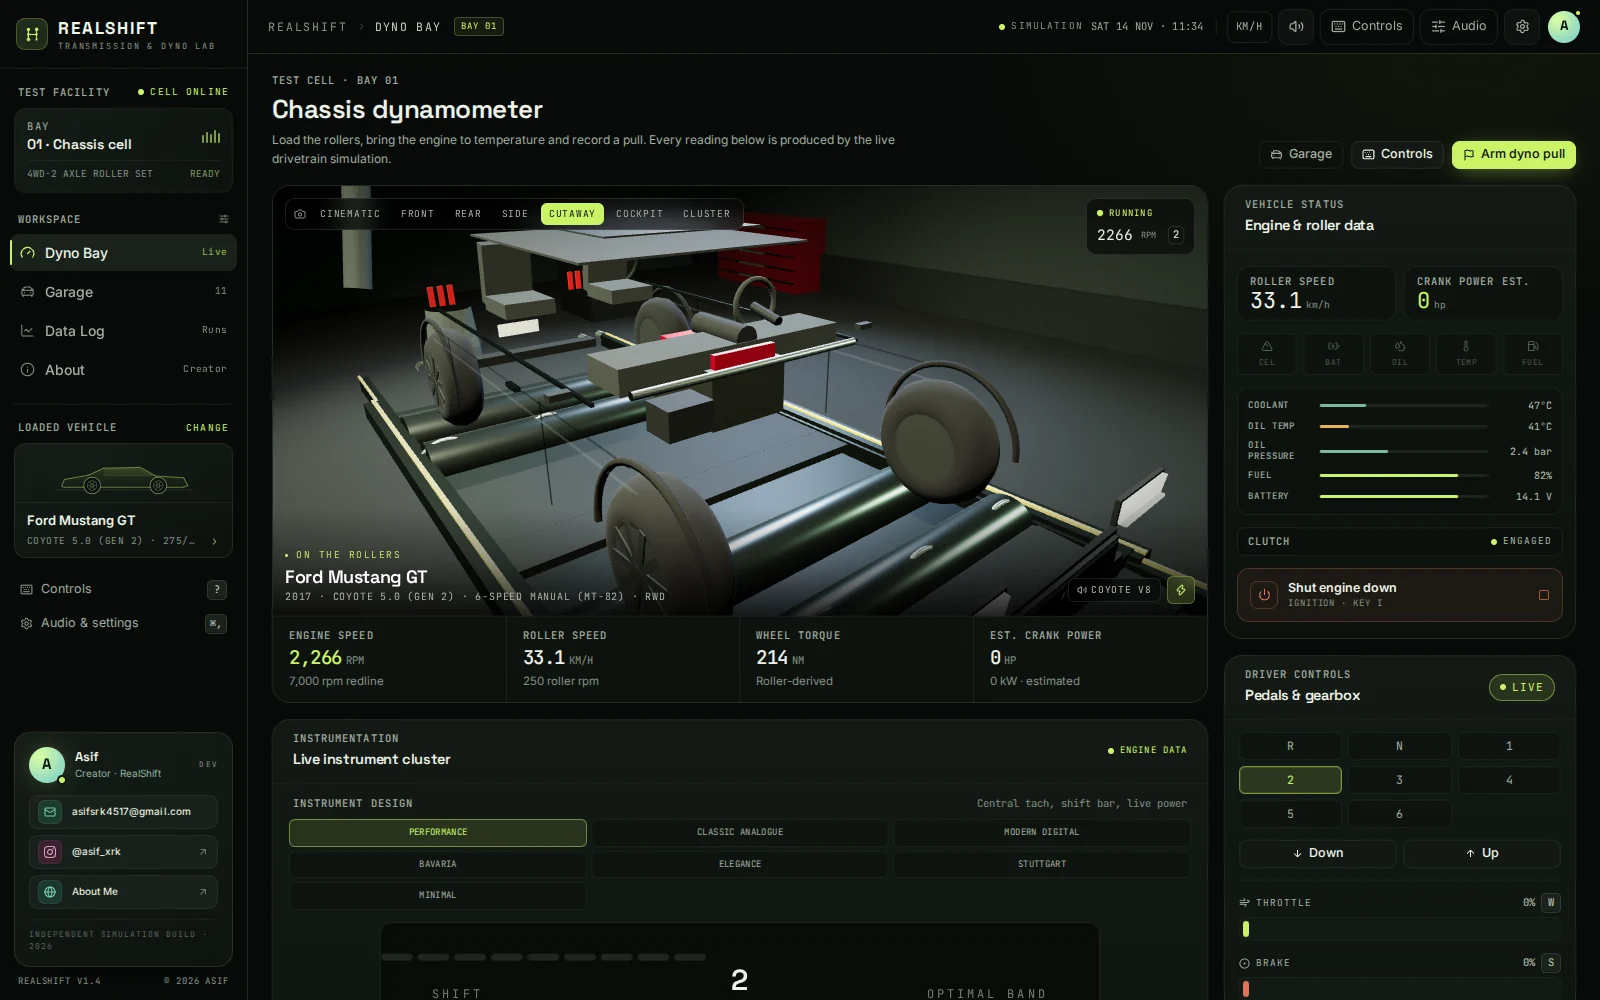 REALSHIFT
TRANSMISSION & DYNO LAB
TEST FACILITY
CELL ONLINE
BAY
01 · Chassis cell
4WD·2 AXLE ROLLER SET
READY
WORKSPACE
Dyno Bay
Live
Garage
11
Data Log
Runs
About
Creator
LOADED VEHICLE
CHANGE
Ford Mustang GT
COYOTE 5.0 (GEN 2) · 275/…
Controls
?
Audio & settings
⌘,
A
Asif
Creator · RealShift
DEV
asifsrk4517@gmail.com
@asif_xrk
About Me
INDEPENDENT SIMULATION BUILD · 2026
REALSHIFT V1.4
© 2026 ASIF
REALSHIFT › DYNO BAY
BAY 01
SIMULATION
SAT 14 NOV · 11:34
KM/H
Controls
Audio
A
TEST CELL · BAY 01
Chassis dynamometer
Load the rollers, bring the engine to temperature and record a pull. Every reading below is produced by the live
drivetrain simulation.
Garage
Controls
Arm dyno pull
CINEMATIC
FRONT
REAR
SIDE
CUTAWAY
COCKPIT
CLUSTER
RUNNING
2266 RPM 2
ON THE ROLLERS
Ford Mustang GT
2017 · COYOTE 5.0 (GEN 2) · 6-SPEED MANUAL (MT-82) · RWD
COYOTE V8
ENGINE SPEED
2,266 RPM
7,000 rpm redline
ROLLER SPEED
33.1 KM/H
250 roller rpm
WHEEL TORQUE
214 NM
Roller-derived
EST. CRANK POWER
0 HP
0 kW · estimated
INSTRUMENTATION
Live instrument cluster
ENGINE DATA
INSTRUMENT DESIGN
Central tach, shift bar, live power
PERFORMANCE
CLASSIC ANALOGUE
MODERN DIGITAL
BAVARIA
ELEGANCE
STUTTGART
MINIMAL
2
SHIFT
OPTIMAL BAND
VEHICLE STATUS
Engine & roller data
ROLLER SPEED
33.1 km/h
CRANK POWER EST.
0 hp
CEL
BAT
OIL
TEMP
FUEL
COOLANT
47°C
OIL TEMP
41°C
OIL PRESSURE
2.4 bar
FUEL
82%
BATTERY
14.1 V
CLUTCH
ENGAGED
Shut engine down
IGNITION · KEY I
DRIVER CONTROLS
Pedals & gearbox
LIVE
R
N
1
2
3
4
5
6
↓ Down
↑ Up
THROTTLE
0% W
BRAKE
0% S